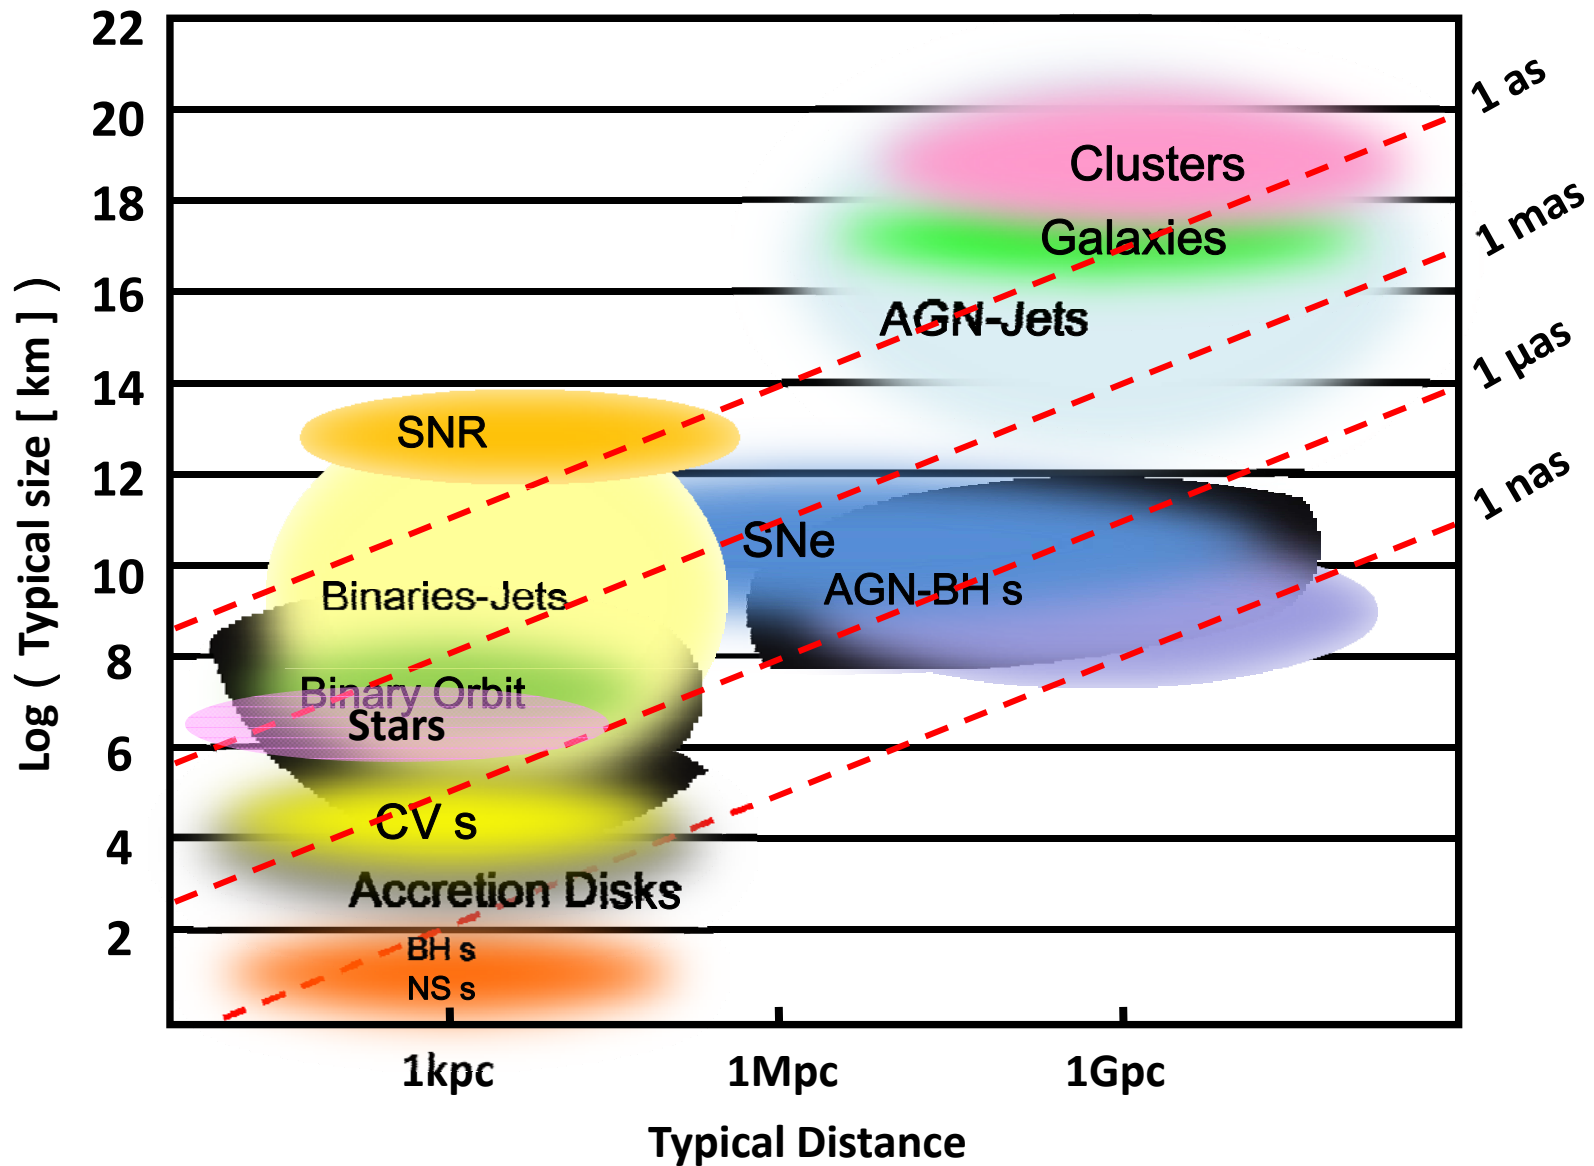 22
20
18
16
14
12
10
8
6
4
2
Log ( Typical size [ km ] )
1 as
1 mas
1 μas
1 nas
Clusters
Galaxies
AGN-Jets
SNR
SNe
AGN-BH s
Binaries-Jets
Binary Orbit
Stars
CV s
Accretion Disks
BH s
NS s
1kpc
1Mpc
1Gpc
Typical Distance